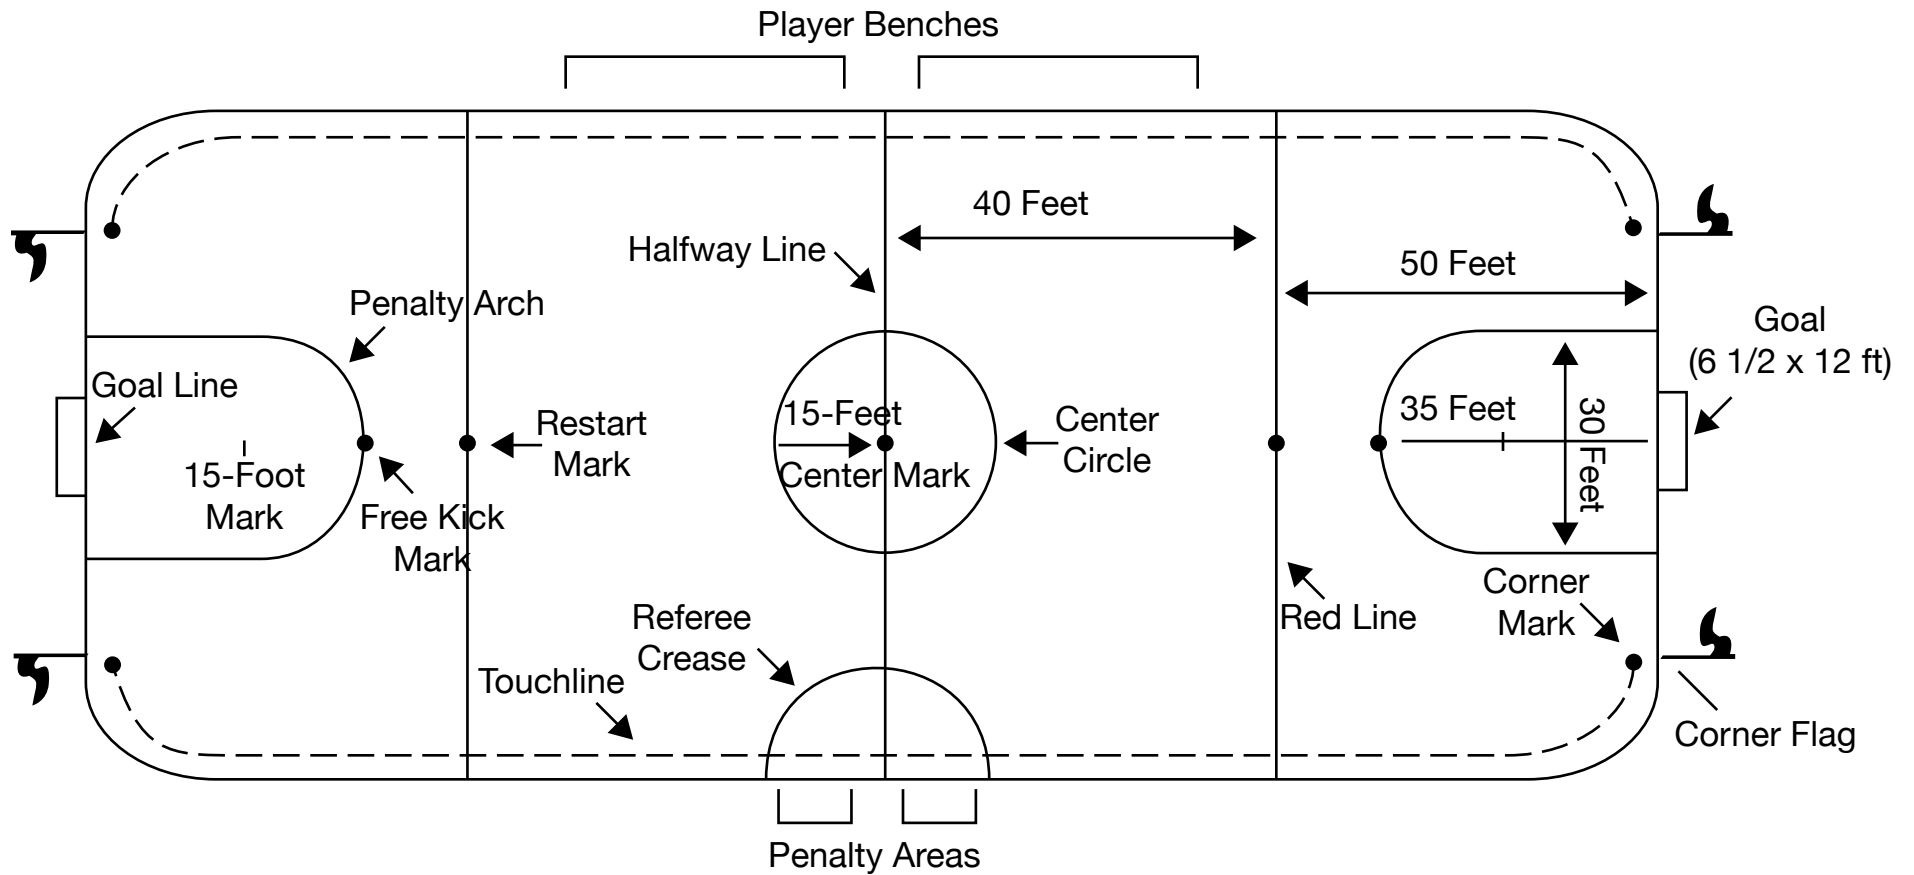 Player Benches
40 Feet
Halfway Line
50 Feet
Penalty Arch
Goal
(6 1/2 x 12 ft)
Goal Line
35 Feet
30 Feet
15-Feet
Center Mark
Center
Circle
Restart
Mark
15-Foot
Mark
Free Kick
Mark
Corner
Mark
Red Line
Referee
Crease
Touchline
Corner Flag
Penalty Areas